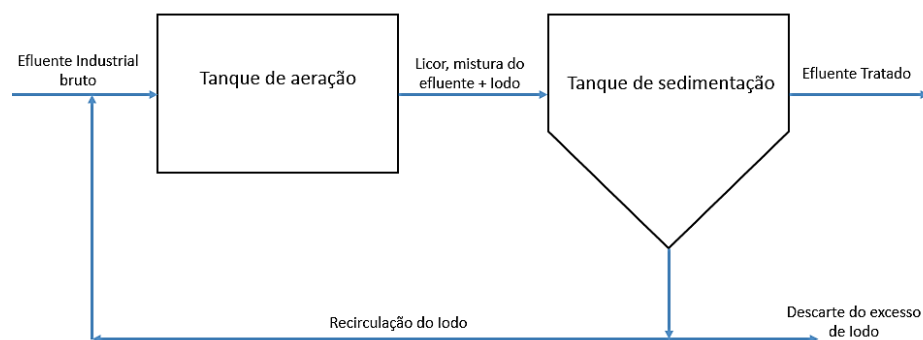 Efluente Industrial
bruto
Tanque de aeração
Licor, mistura do
efluente + lodo
Tanque de sedimentação
Efluente Tratado
Recirculação do lodo
Descarte do excesso
de lodo